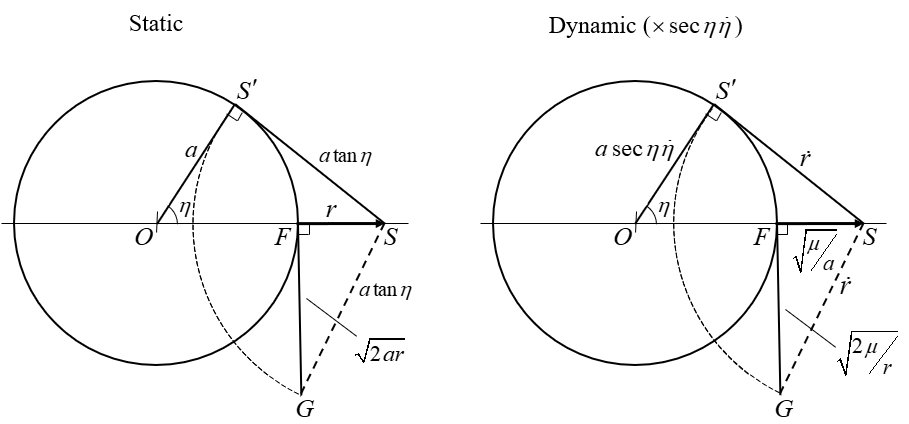 Static
S′
a
a tan η
η
r
O
F
S
a tan η
√2ar
G
Dynamic (× sec η η̇)
S′
a sec η η̇
ṙ
η
O
F
S
√μ/a
ṙ
√2μ/r
G